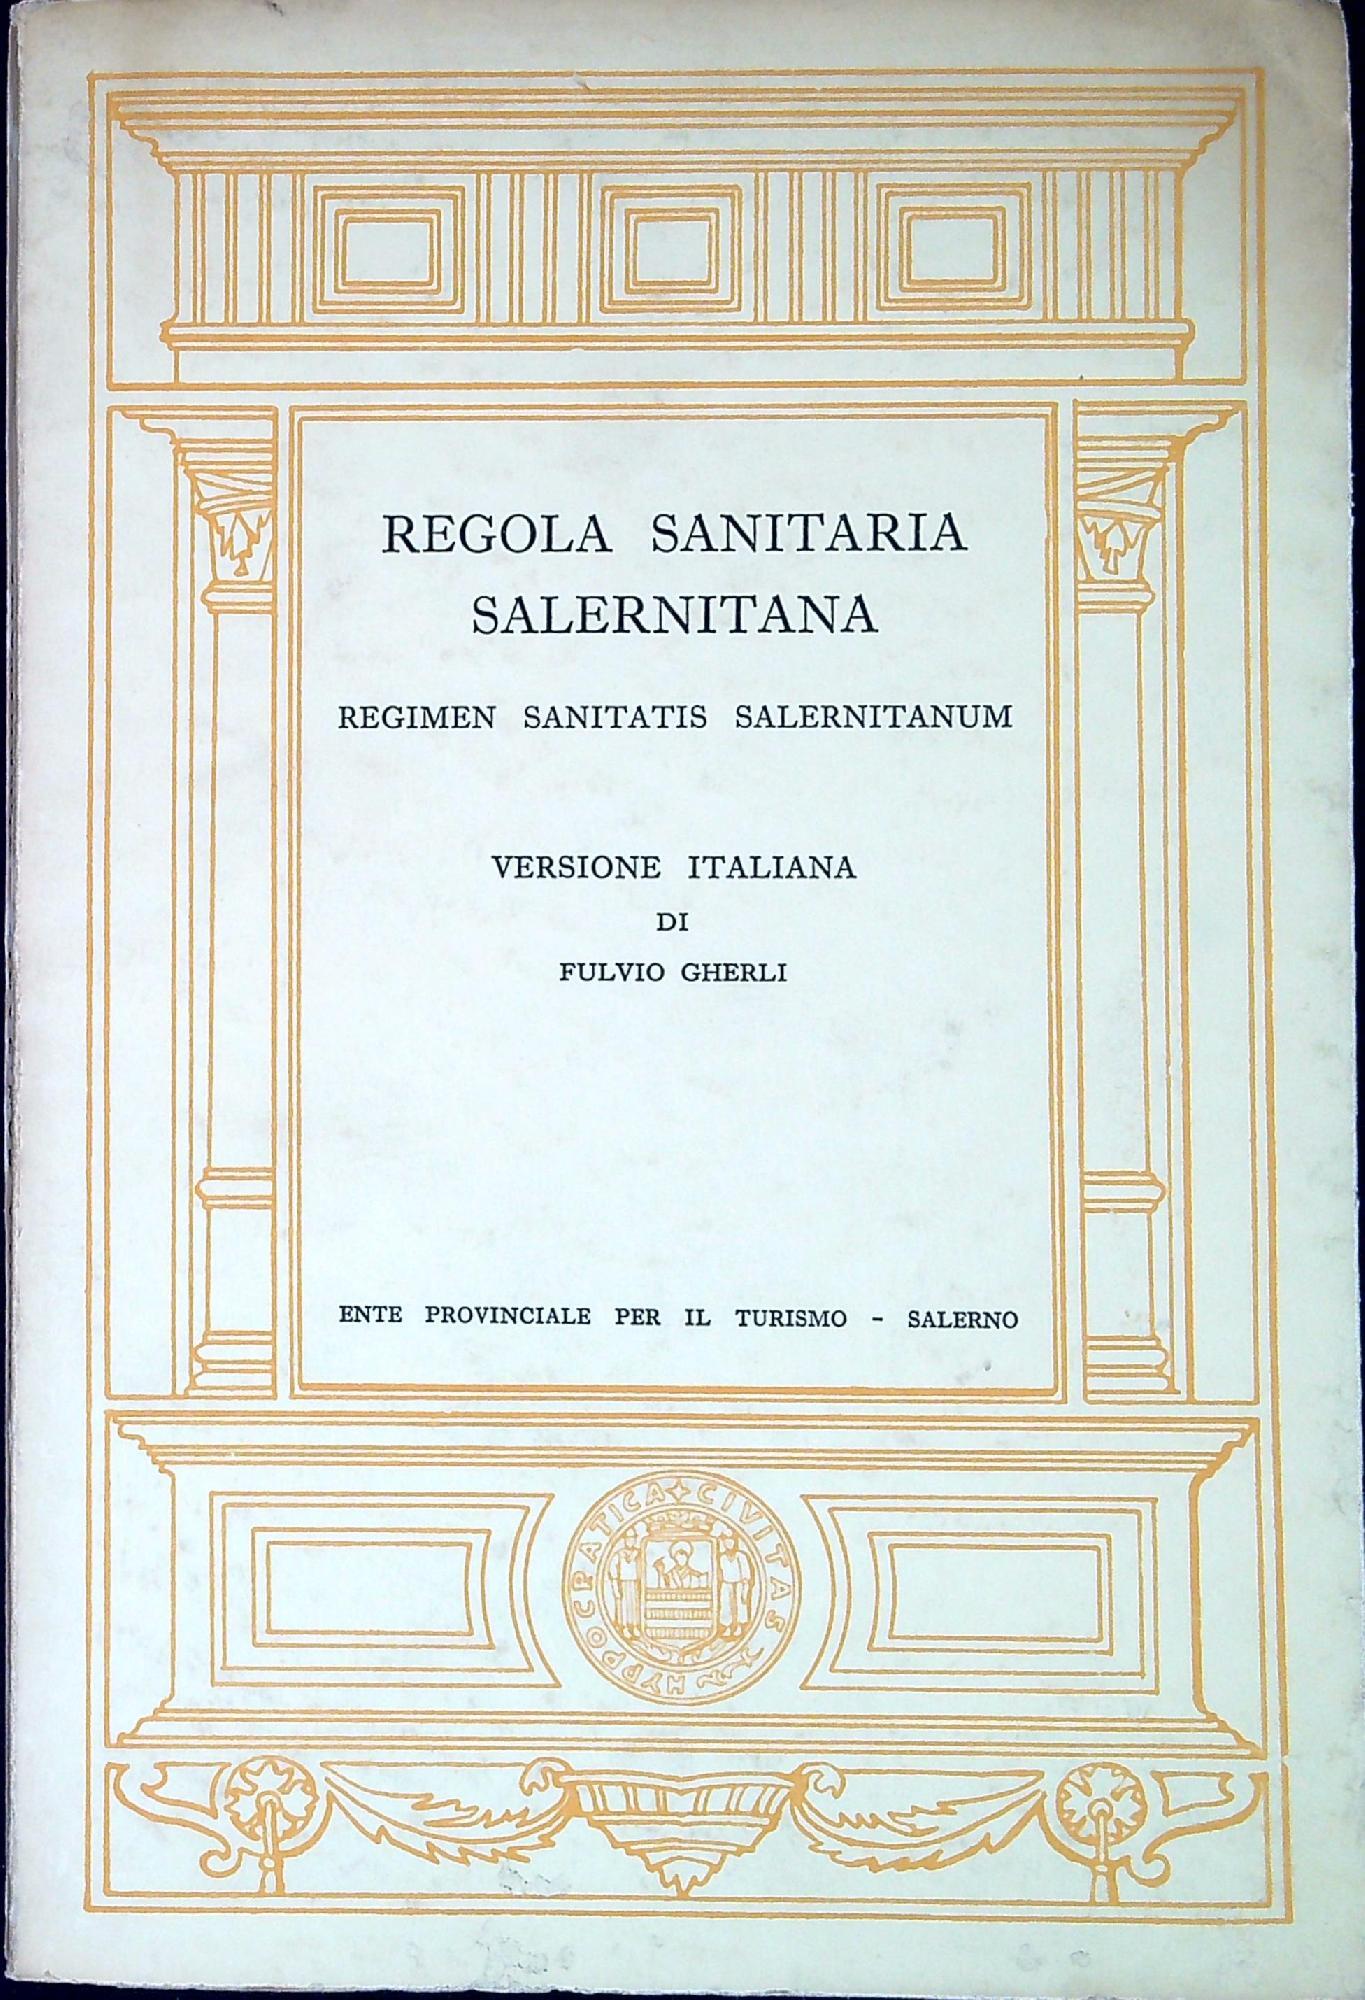 REGOLA SANITARIA
SALERNITANA
REGIMEN SANITATIS SALERNITANUM
VERSIONE ITALIANA
DI
FULVIO GHERLI
ENTE PROVINCIALE PER IL TURISMO - SALERNO
HYPPOCRATICA CIVITAS